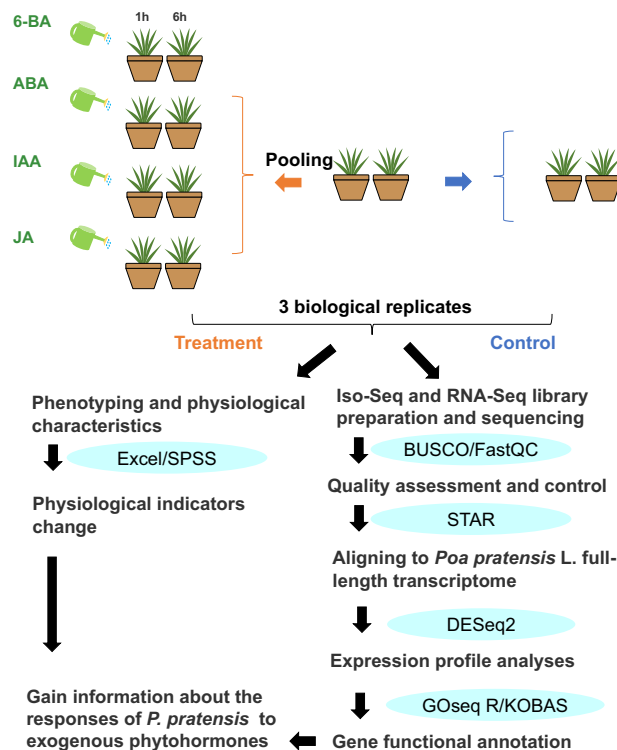 6-BA
1h 6h
ABA
IAA
JA
Pooling
3 biological replicates
Treatment
Control
Phenotyping and physiological
characteristics
Excel/SPSS
Physiological indicators
change
Iso-Seq and RNA-Seq library
preparation and sequencing
BUSCO/FastQC
Quality assessment and control
STAR
Aligning to Poa pratensis L. full-
length transcriptome
DESeq2
Expression profile analyses
GOseq R/KOBAS
Gene functional annotation
Gain information about the
responses of P. pratensis to
exogenous phytohormones